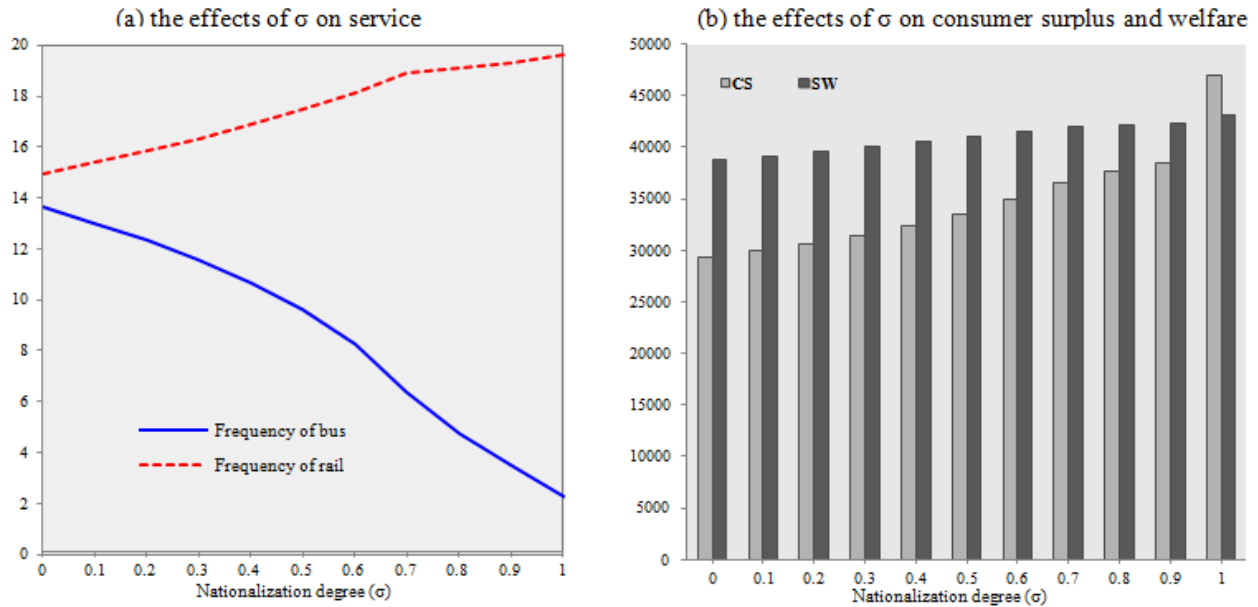 (a) the effects of σ on service
20
18
16
14
12
10
8
6
4
2
0
Frequency of bus
Frequency of rail
0 0.1 0.2 0.3 0.4 0.5 0.6 0.7 0.8 0.9 1
Nationalization degree (σ)
(b) the effects of σ on consumer surplus and welfare
50000
45000
40000
35000
30000
25000
20000
15000
10000
5000
0
CS SW
0 0.1 0.2 0.3 0.4 0.5 0.6 0.7 0.8 0.9 1
Nationalization degree (σ)